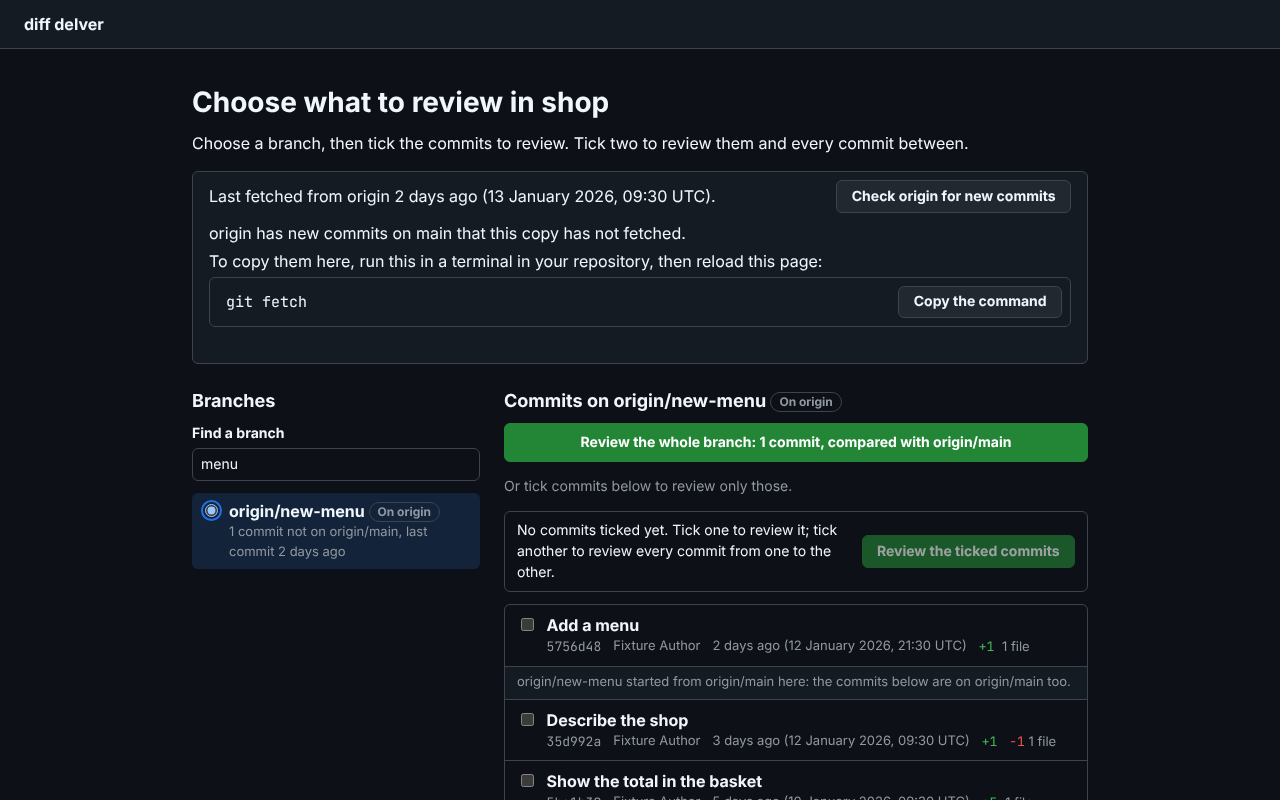 diff delver
Choose what to review in shop
Choose a branch, then tick the commits to review. Tick two to review them and every commit between.
Last fetched from origin 2 days ago (13 January 2026, 09:30 UTC).
Check origin for new commits
origin has new commits on main that this copy has not fetched.
To copy them here, run this in a terminal in your repository, then reload this page:
git fetch
Copy the command
Branches
Find a branch
menu
origin/new-menu On origin
1 commit not on origin/main, last
commit 2 days ago
Commits on origin/new-menu On origin
Review the whole branch: 1 commit, compared with origin/main
Or tick commits below to review only those.
No commits ticked yet. Tick one to review it; tick
another to review every commit from one to the
other.
Review the ticked commits
Add a menu
5756d48 Fixture Author 2 days ago (12 January 2026, 21:30 UTC) +1 1 file
origin/new-menu started from origin/main here: the commits below are on origin/main too.
Describe the shop
35d992a Fixture Author 3 days ago (12 January 2026, 09:30 UTC) +1 -1 1 file
Show the total in the basket